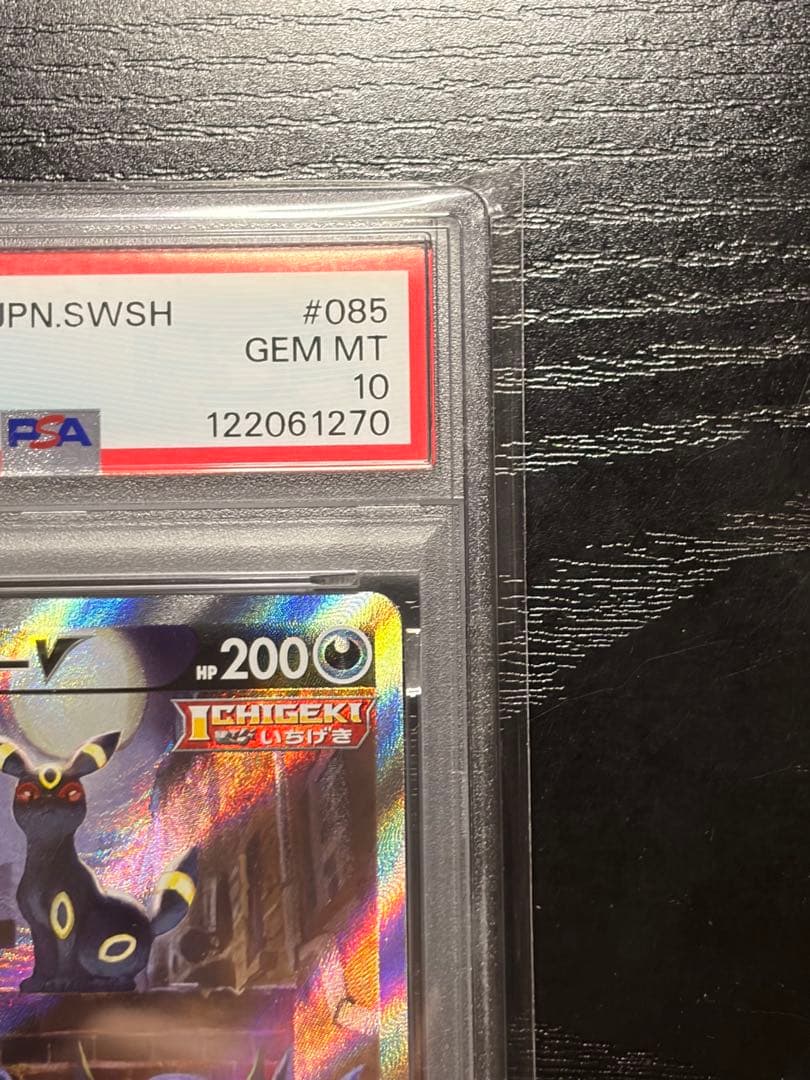 JPN.SWSH #085
GEM MT
10
PSA 122061270
V HP 200
ICHIGEKI
いちげき